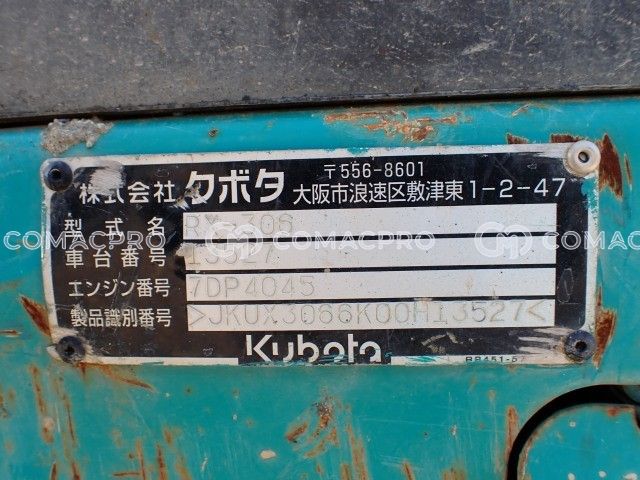 〒556-8601
株式会社 クボタ 大阪市浪速区敷津東1-2-47
型式名 RX-306
車台番号
エンジン番号 7DP4045
製品識別番号 >JKUX3066K00H13527<
Kubota
COMACPRO COMACPRO COMACPRO